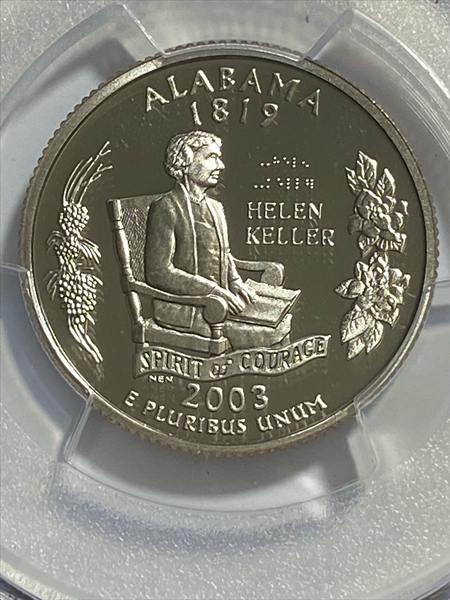 ALABAMA
1819
HELEN
KELLER
SPIRIT of COURAGE
NEN
2003
E PLURIBUS UNUM